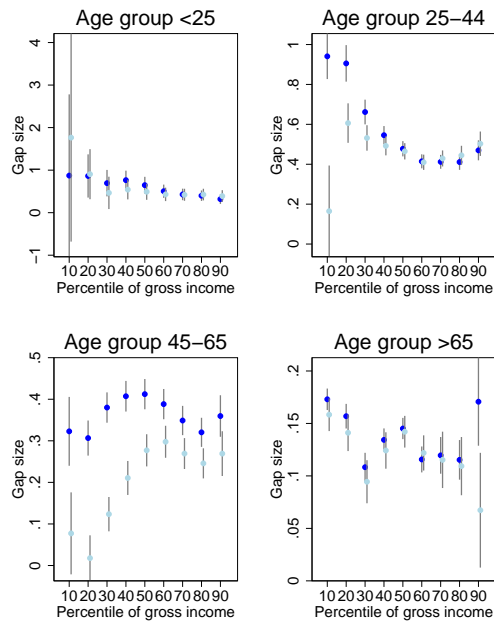 Age group <25
Gap size
4
3
2
1
0
−1
10 20 30 40 50 60 70 80 90
Percentile of gross income
Age group 25−44
Gap size
1
.8
.6
.4
.2
0
10 20 30 40 50 60 70 80 90
Percentile of gross income
Age group 45−65
Gap size
.5
.4
.3
.2
.1
0
10 20 30 40 50 60 70 80 90
Percentile of gross income
Age group >65
Gap size
.2
.15
.1
.05
0
10 20 30 40 50 60 70 80 90
Percentile of gross income